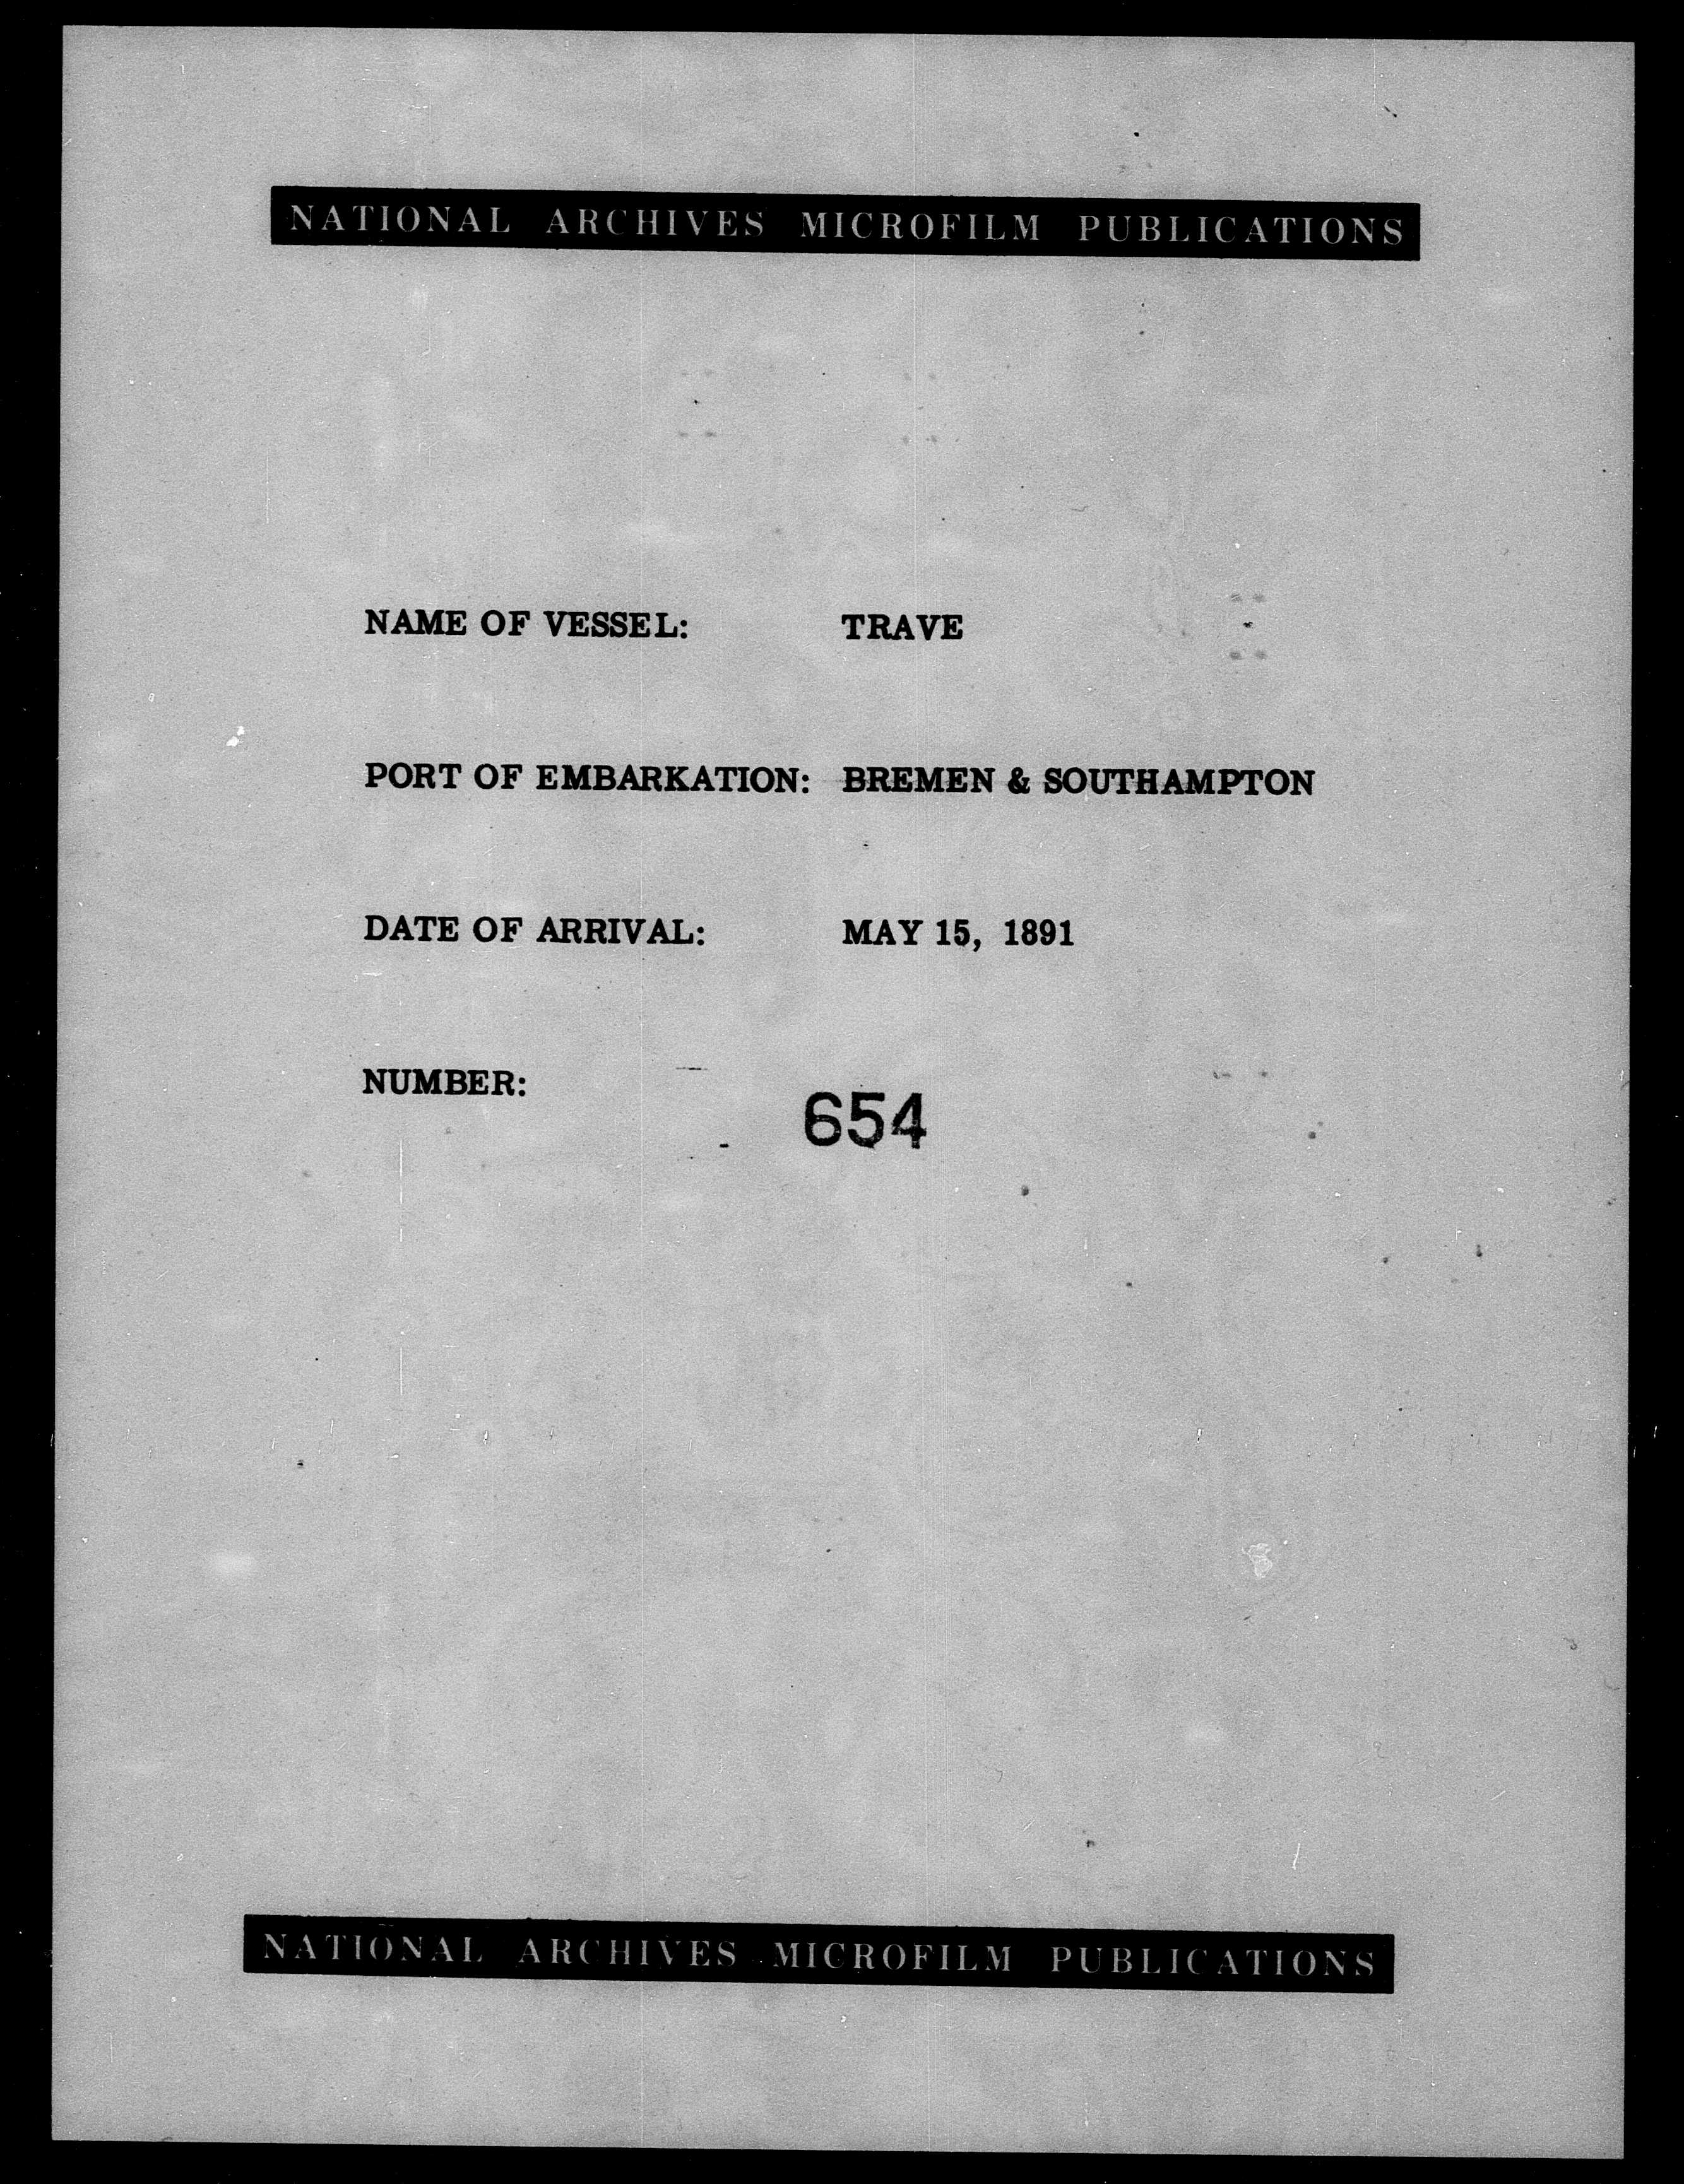 NATIONAL ARCHIVES MICROFILM PUBLICATIONS
NAME OF VESSEL: TRAVE
PORT OF EMBARKATION: BREMEN & SOUTHAMPTON
DATE OF ARRIVAL: MAY 15, 1891
NUMBER: 654
NATIONAL ARCHIVES MICROFILM PUBLICATIONS